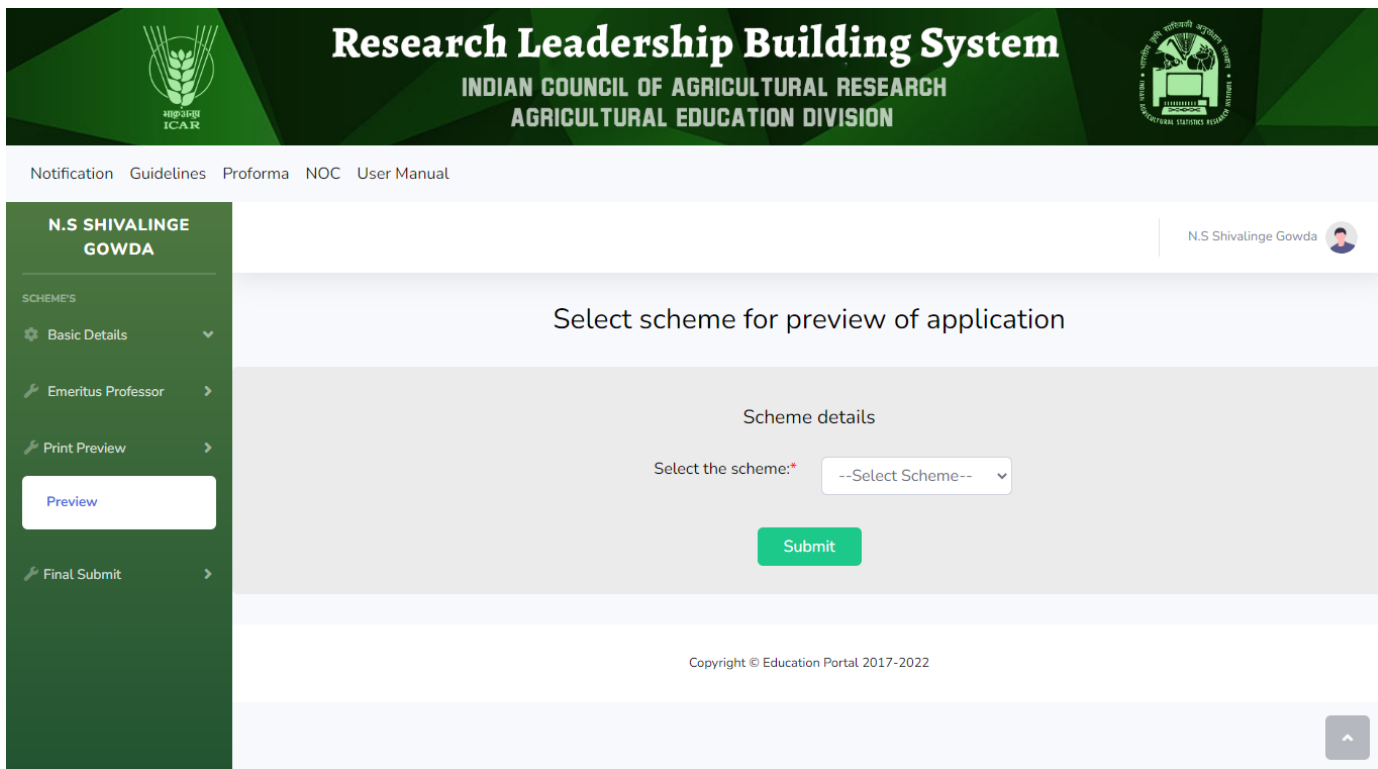 Research Leadership Building System
INDIAN COUNCIL OF AGRICULTURAL RESEARCH
AGRICULTURAL EDUCATION DIVISION
ICAR
Notification Guidelines Proforma NOC User Manual
N.S SHIVALINGE
GOWDA
N.S Shivalinge Gowda
SCHEME'S
Basic Details
Emeritus Professor
Print Preview
Preview
Final Submit
Select scheme for preview of application
Scheme details
Select the scheme:*
--Select Scheme--
Submit
Copyright © Education Portal 2017-2022